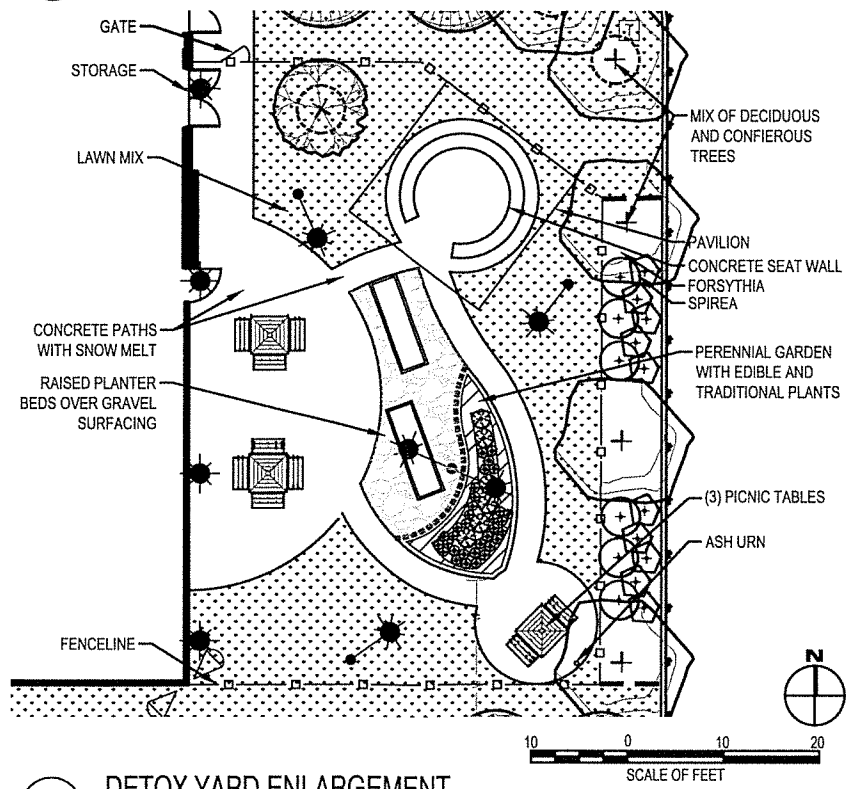 GATE
STORAGE
LAWN MIX
CONCRETE PATHS
WITH SNOW MELT
RAISED PLANTER
BEDS OVER GRAVEL
SURFACING
FENCELINE
MIX OF DECIDUOUS
AND CONFIEROUS
TREES
PAVILION
CONCRETE SEAT WALL
FORSYTHIA
SPIREA
PERENNIAL GARDEN
WITH EDIBLE AND
TRADITIONAL PLANTS
(3) PICNIC TABLES
ASH URN
N
10 0 10 20
SCALE OF FEET
DETOX YARD ENLARGEMENT